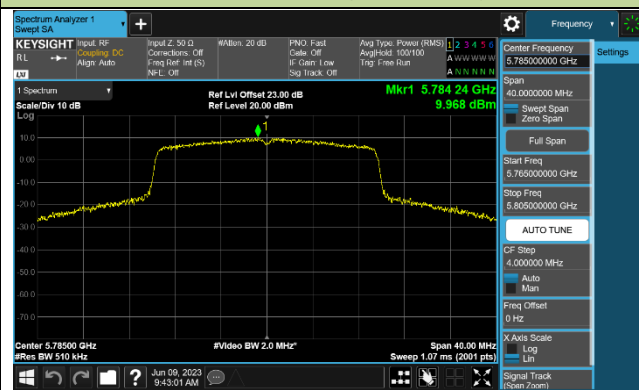 Spectrum Analyzer 1
Swept SA
Frequency
KEYSIGHT
RL
LXI
Input: RF
Coupling: DC
Align: Auto
Input Z: 50 Ω
Corrections: Off
Freq Ref: Int (S)
NFE: Off
#Atten: 20 dB
PNO: Fast
Gate: Off
IF Gain: Low
Sig Track: Off
Avg Type: Power (RMS)
Avg|Hold: 100/100
Trig: Free Run
1 2 3 4 5 6
A W W W W W
A N N N N N
1 Spectrum
Scale/Div 10 dB
Log
Ref Lvl Offset 23.00 dB
Ref Level 20.00 dBm
Mkr1 5.784 24 GHz
9.968 dBm
1
10.0
0.00
-10.0
-20.0
-30.0
-40.0
-50.0
-60.0
-70.0
Center 5.78500 GHz
#Res BW 510 kHz
#Video BW 2.0 MHz*
Span 40.00 MHz
Sweep 1.07 ms (2001 pts)
Jun 09, 2023
9:43:01 AM
Center Frequency
5.785000000 GHz
Settings
Span
40.0000000 MHz
Swept Span
Zero Span
Full Span
Start Freq
5.765000000 GHz
Stop Freq
5.805000000 GHz
AUTO TUNE
CF Step
4.000000 MHz
Auto
Man
Freq Offset
0 Hz
X Axis Scale
Log
Lin
Signal Track
(Span Zoom)